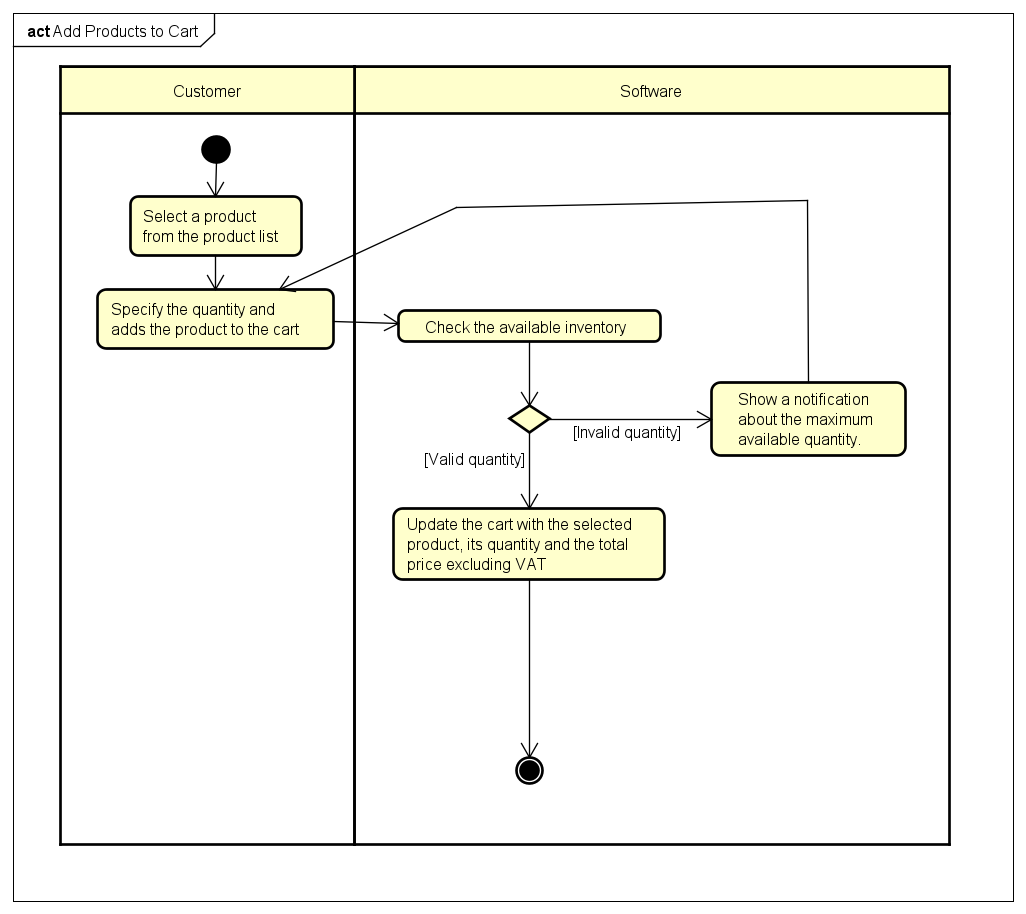 act Add Products to Cart
Customer
Software
Select a product
from the product list
Specify the quantity and
adds the product to the cart
Check the available inventory
Show a notification
about the maximum
available quantity.
[Invalid quantity]
[Valid quantity]
Update the cart with the selected
product, its quantity and the total
price excluding VAT